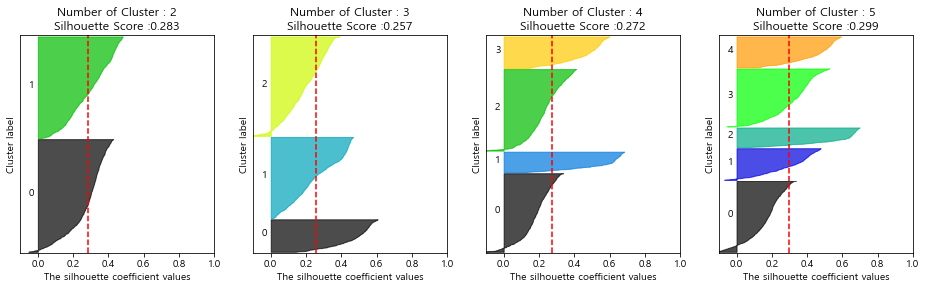 Number of Cluster : 2
Silhouette Score :0.283
Cluster label
1
0
0.0 0.2 0.4 0.6 0.8 1.0
The silhouette coefficient values
Number of Cluster : 3
Silhouette Score :0.257
Cluster label
2
1
0
0.0 0.2 0.4 0.6 0.8 1.0
The silhouette coefficient values
Number of Cluster : 4
Silhouette Score :0.272
Cluster label
3
2
1
0
0.0 0.2 0.4 0.6 0.8 1.0
The silhouette coefficient values
Number of Cluster : 5
Silhouette Score :0.299
Cluster label
4
3
2
1
0
0.0 0.2 0.4 0.6 0.8 1.0
The silhouette coefficient values